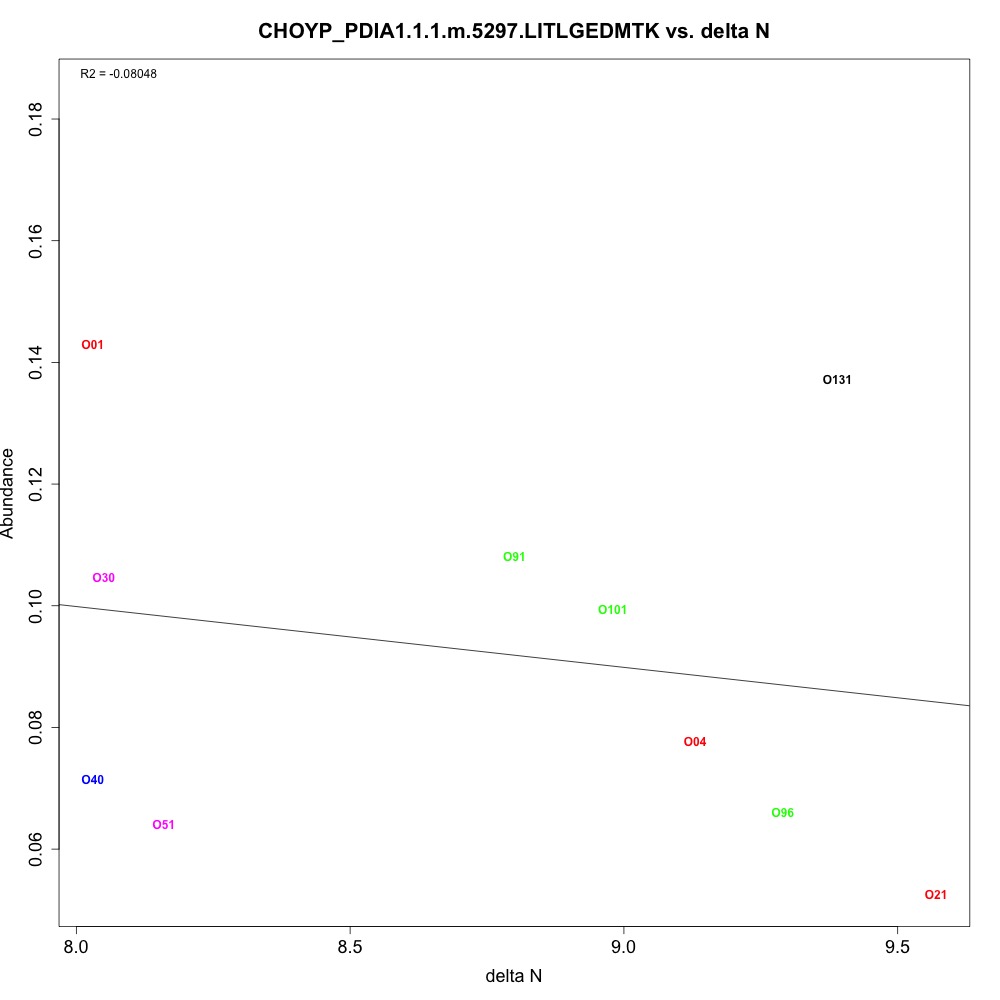 CHOYP_PDIA1.1.1.m.5297.LITLGEDMTK vs. delta N
R2 = -0.08048
0.18
0.16
0.14
0.12
0.10
0.08
0.06
Abundance
O01
O131
O91
O30
O101
O04
O40
O96
O51
O21
8.0 8.5 9.0 9.5
delta N